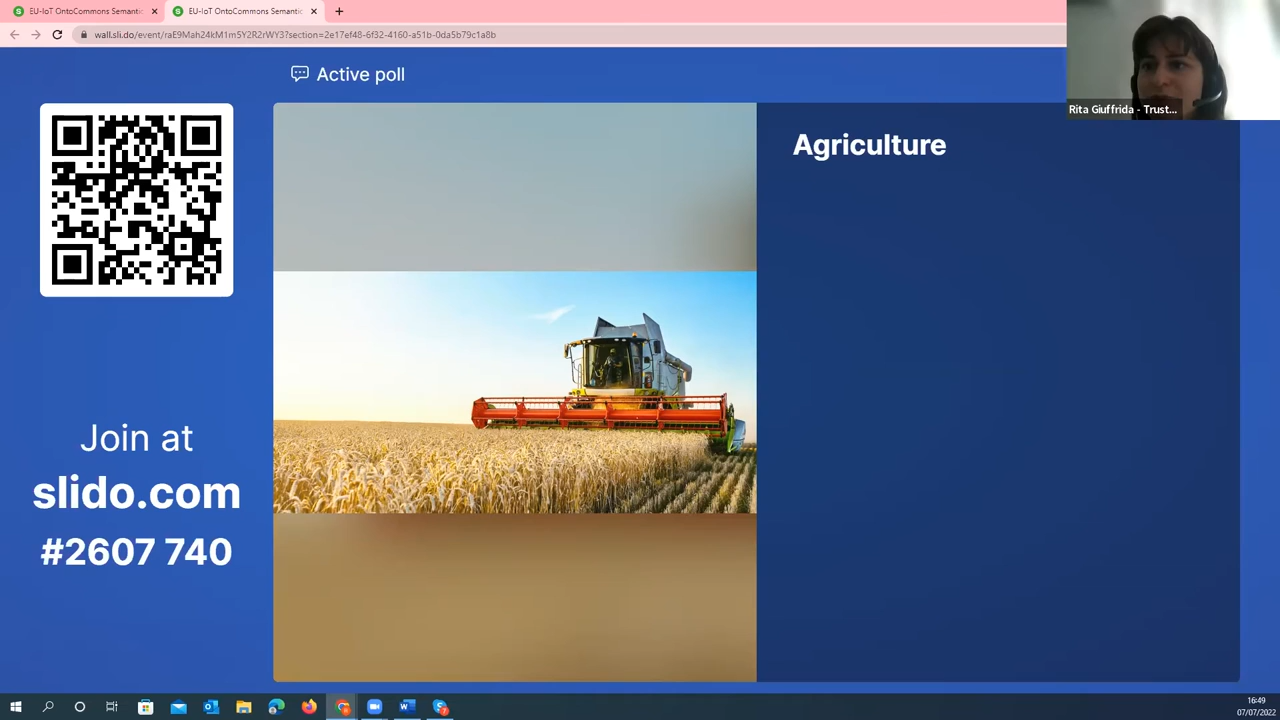 EU-IoT OntoCommons Semantic
EU-IoT OntoCommons Semantic
wall.sli.do/event/raE9Mah24kM1m5Y2R2rWY3?section=2e17ef48-6f32-4160-a51b-0da5b79c1a8b
Rita Giuffrida - Trust...
Active poll
Agriculture
Join at
slido.com
#2607 740
16:49
07/07/2022